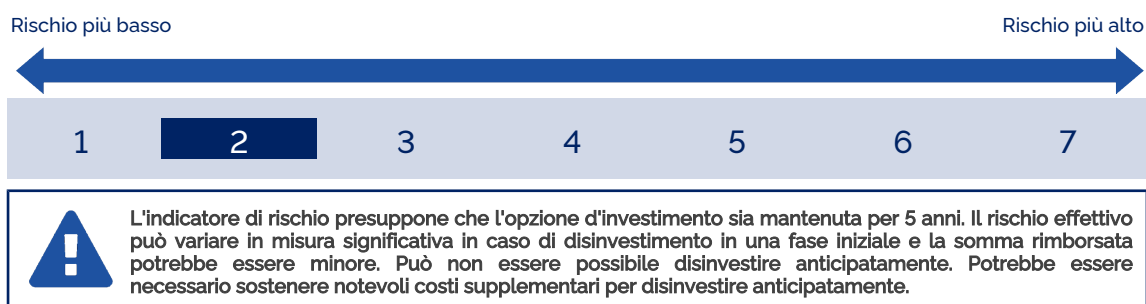 Rischio più basso Rischio più alto
1 2 3 4 5 6 7
L'indicatore di rischio presuppone che l'opzione d'investimento sia mantenuta per 5 anni. Il rischio effettivo
può variare in misura significativa in caso di disinvestimento in una fase iniziale e la somma rimborsata
potrebbe essere minore. Può non essere possibile disinvestire anticipatamente. Potrebbe essere
necessario sostenere notevoli costi supplementari per disinvestire anticipatamente.